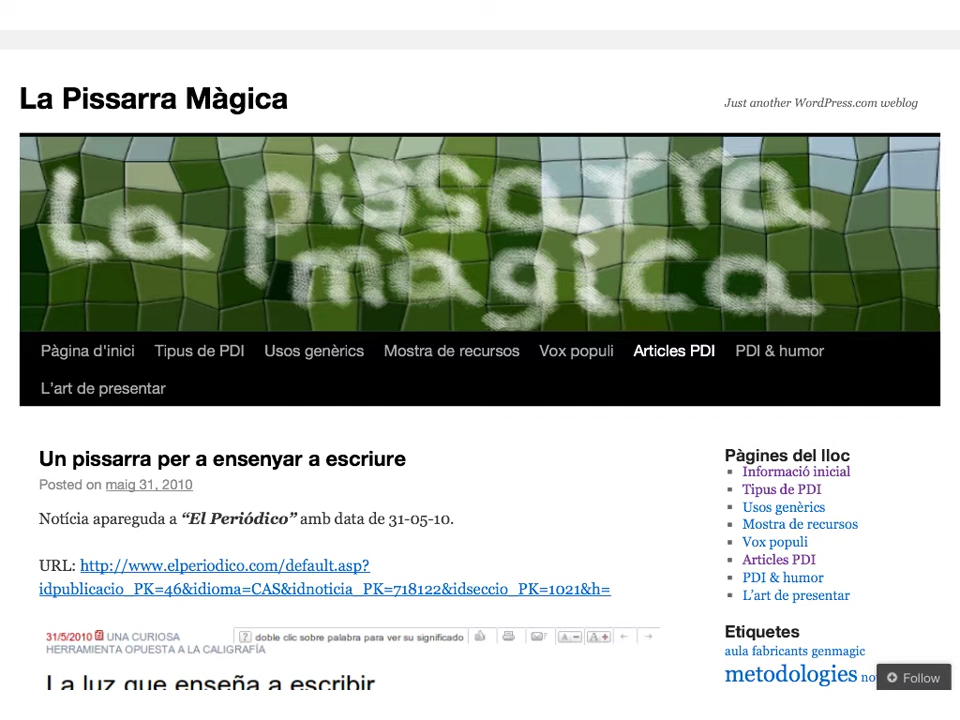 La Pissarra Màgica
Just another WordPress.com weblog
La pissarra
magica
Pàgina d'inici Tipus de PDI Usos genèrics Mostra de recursos Vox populi Articles PDI PDI & humor
L'art de presentar
Un pissarra per a ensenyar a escriure
Posted on maig 31, 2010
Notícia apareguda a “El Periódico” amb data de 31-05-10.
URL: http://www.elperiodico.com/default.asp?
idpublicacio_PK=46&idioma=CAS&idnoticia_PK=718122&idseccio_PK=1021&h=
31/5/2010 UNA CURIOSA
HERRAMIENTA OPUESTA A LA CALIGRAFÍA
? doble clic sobre palabra para ver su significado A- A+
La luz que enseña a escribir
Pàgines del lloc
Informació inicial
Tipus de PDI
Usos genèrics
Mostra de recursos
Vox populi
Articles PDI
PDI & humor
L'art de presentar
Etiquetes
aula fabricants genmagic
metodologies
Follow